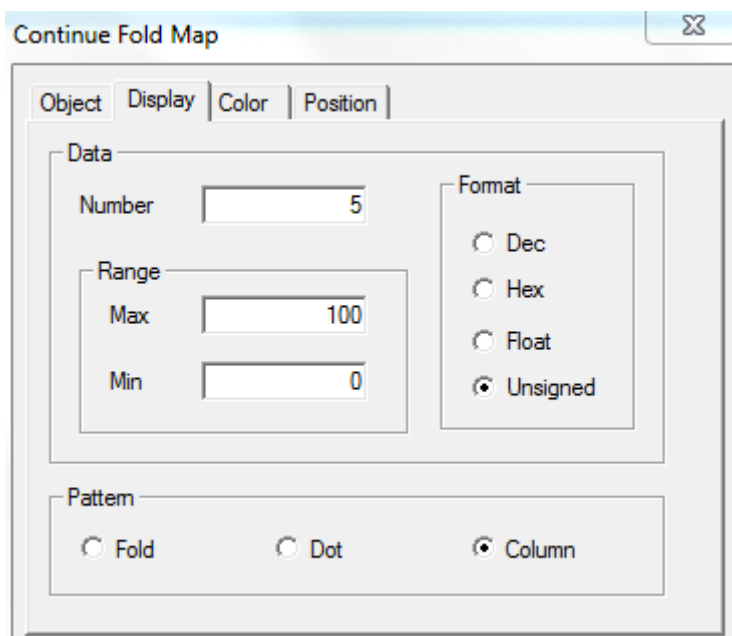 Continue Fold Map
Object Display Color Position
Data
Number 5
Range
Max 100
Min 0
Format
Dec
Hex
Float
Unsigned
Pattern
Fold Dot Column